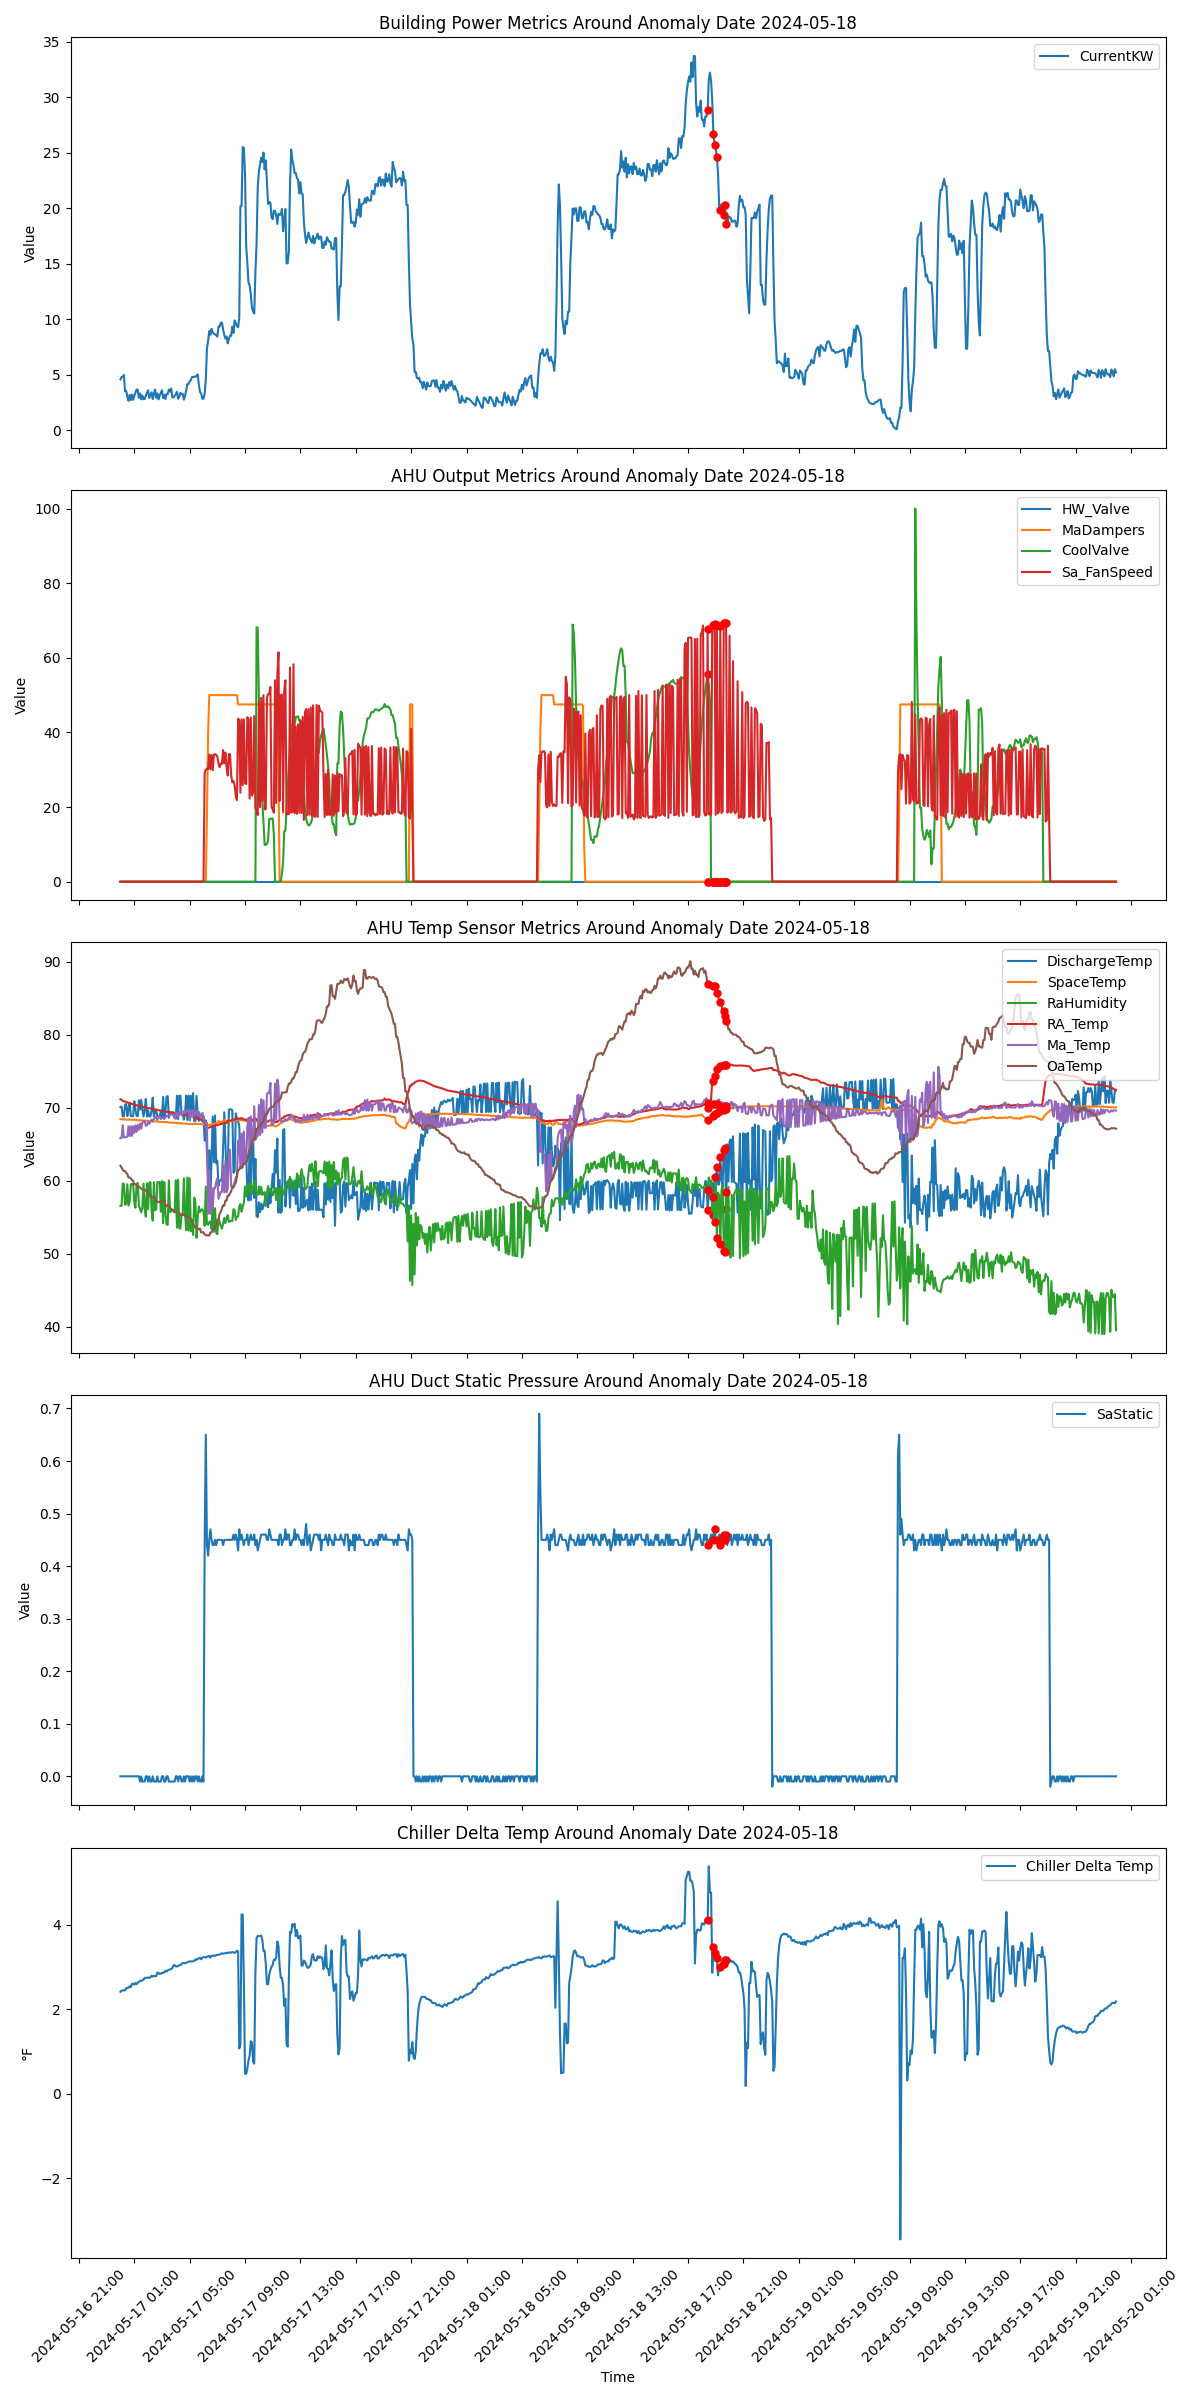 Building Power Metrics Around Anomaly Date 2024-05-18
35
30
25
20
15
10
5
0
Value
CurrentKW
AHU Output Metrics Around Anomaly Date 2024-05-18
100
80
60
40
20
0
Value
HW_Valve
MaDampers
CoolValve
Sa_FanSpeed
AHU Temp Sensor Metrics Around Anomaly Date 2024-05-18
90
80
70
60
50
40
Value
DischargeTemp
SpaceTemp
RaHumidity
RA_Temp
Ma_Temp
OaTemp
AHU Duct Static Pressure Around Anomaly Date 2024-05-18
0.7
0.6
0.5
0.4
0.3
0.2
0.1
0.0
Value
SaStatic
Chiller Delta Temp Around Anomaly Date 2024-05-18
4
2
0
−2
°F
Chiller Delta Temp
2024-05-16 21:00
2024-05-17 01:00
2024-05-17 05:00
2024-05-17 09:00
2024-05-17 13:00
2024-05-17 17:00
2024-05-17 21:00
2024-05-18 01:00
2024-05-18 05:00
2024-05-18 09:00
2024-05-18 13:00
2024-05-18 17:00
2024-05-18 21:00
2024-05-19 01:00
2024-05-19 05:00
2024-05-19 09:00
2024-05-19 13:00
2024-05-19 17:00
2024-05-19 21:00
2024-05-20 01:00
Time